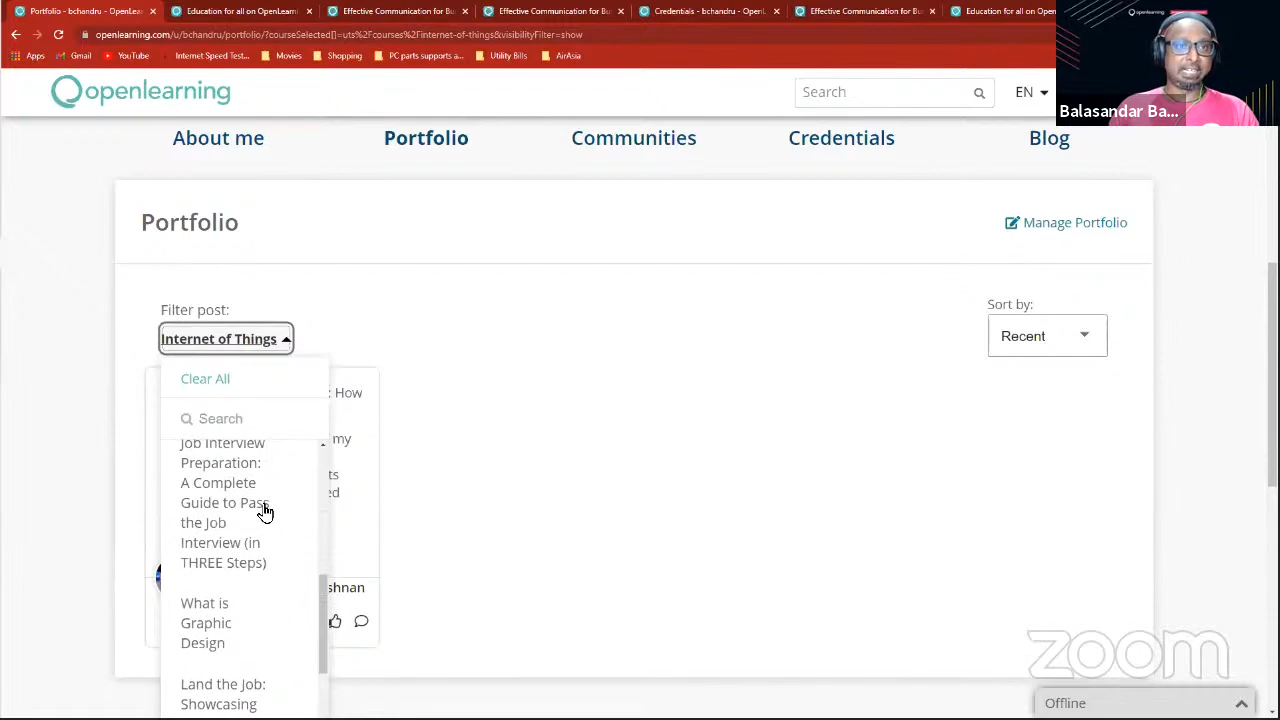 Portfolio - bchandru - OpenLearni
Education for all on OpenLearni
Effective Communication for Bu
Effective Communication for Bu
Credentials - bchandru - OpenL
Effective Communication for Bu
Education for all on OpenL
openlearning.com/u/bchandru/portfolio/?courseSelected[]=uts%2Fcourses%2Finternet-of-things&visibilityFilter=show
Apps
Gmail
YouTube
Internet Speed Test...
Movies
Shopping
PC parts supports a...
Utility Bills
AirAsia
openlearning
Balasandar Ba...
openlearning
Search
EN
About me
Portfolio
Communities
Credentials
Blog
Portfolio
Manage Portfolio
Filter post:
Internet of Things
Sort by:
Recent
Clear All
: How
Search
my
Job Interview
Preparation:
A Complete
Guide to Pass
the Job
Interview (in
THREE Steps)
ts
ed
shnan
What is
Graphic
Design
Land the Job:
Showcasing
zoom
Offline